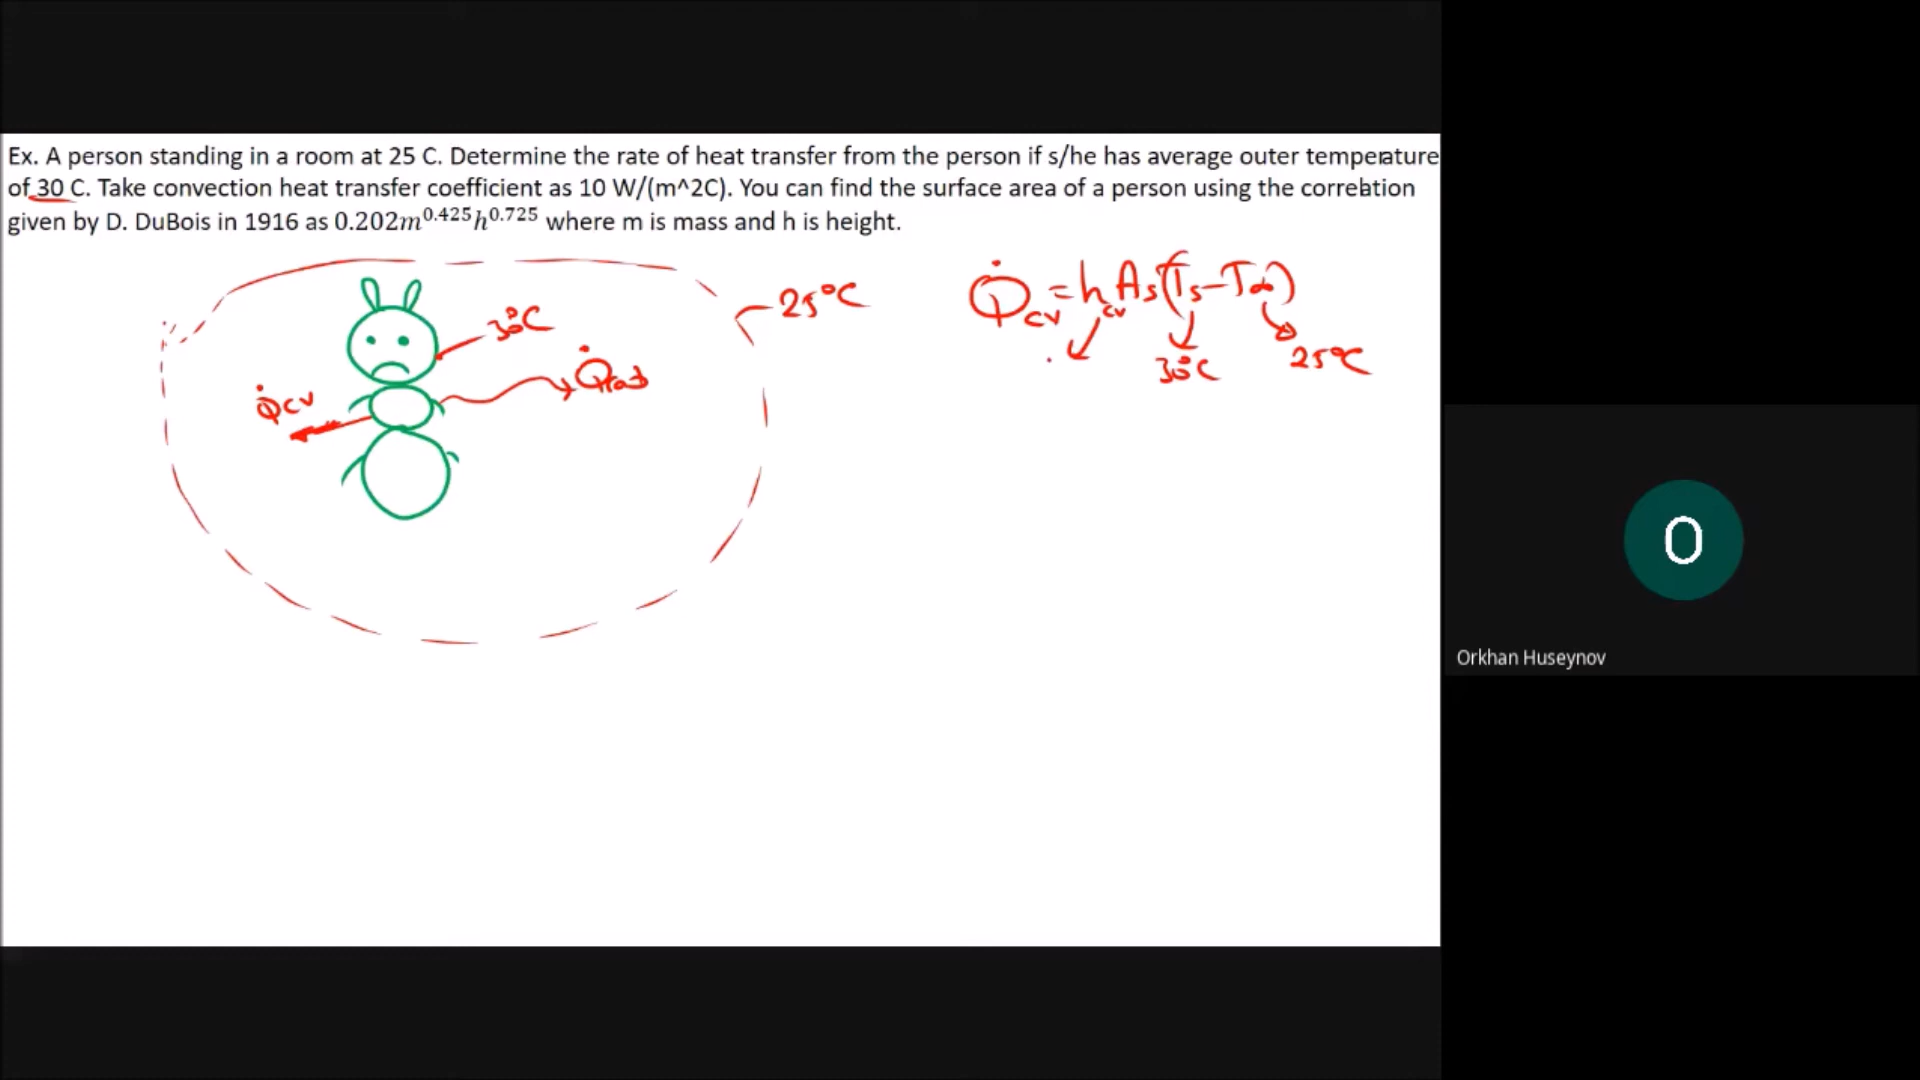 Ex. A person standing in a room at 25 C. Determine the rate of heat transfer from the person if s/he has average outer temperature
of 30 C. Take convection heat transfer coefficient as 10 W/(m^2C). You can find the surface area of a person using the correlation
given by D. DuBois in 1916 as 0.202m^0.425h^0.725 where m is mass and h is height.
Q̇cv = hcv As(Ts-T∞)
25°C
30°C
30°C
25°C
Q̇rad
Q̇cv
O
Orkhan Huseynov